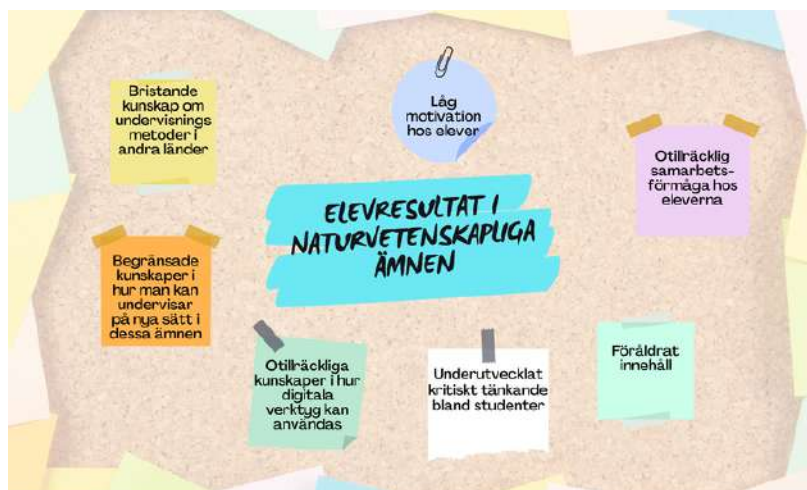 Bristande
kunskap om
undervisnings
metoder i
andra länder
Låg
motivation
hos elever
Otillräcklig
samarbets-
förmåga hos
eleverna
ELEVRESULTAT I
NATURVETENSKAPLIGA
ÄMNEN
Begränsade
kunskaper i
hur man kan
undervisar
på nya sätt i
dessa ämnen
Otillräckliga
kunskaper i hur
digitala
verktyg kan
användas
Underutvecklat
kritiskt tänkande
bland studenter
Föråldrat
innehåll